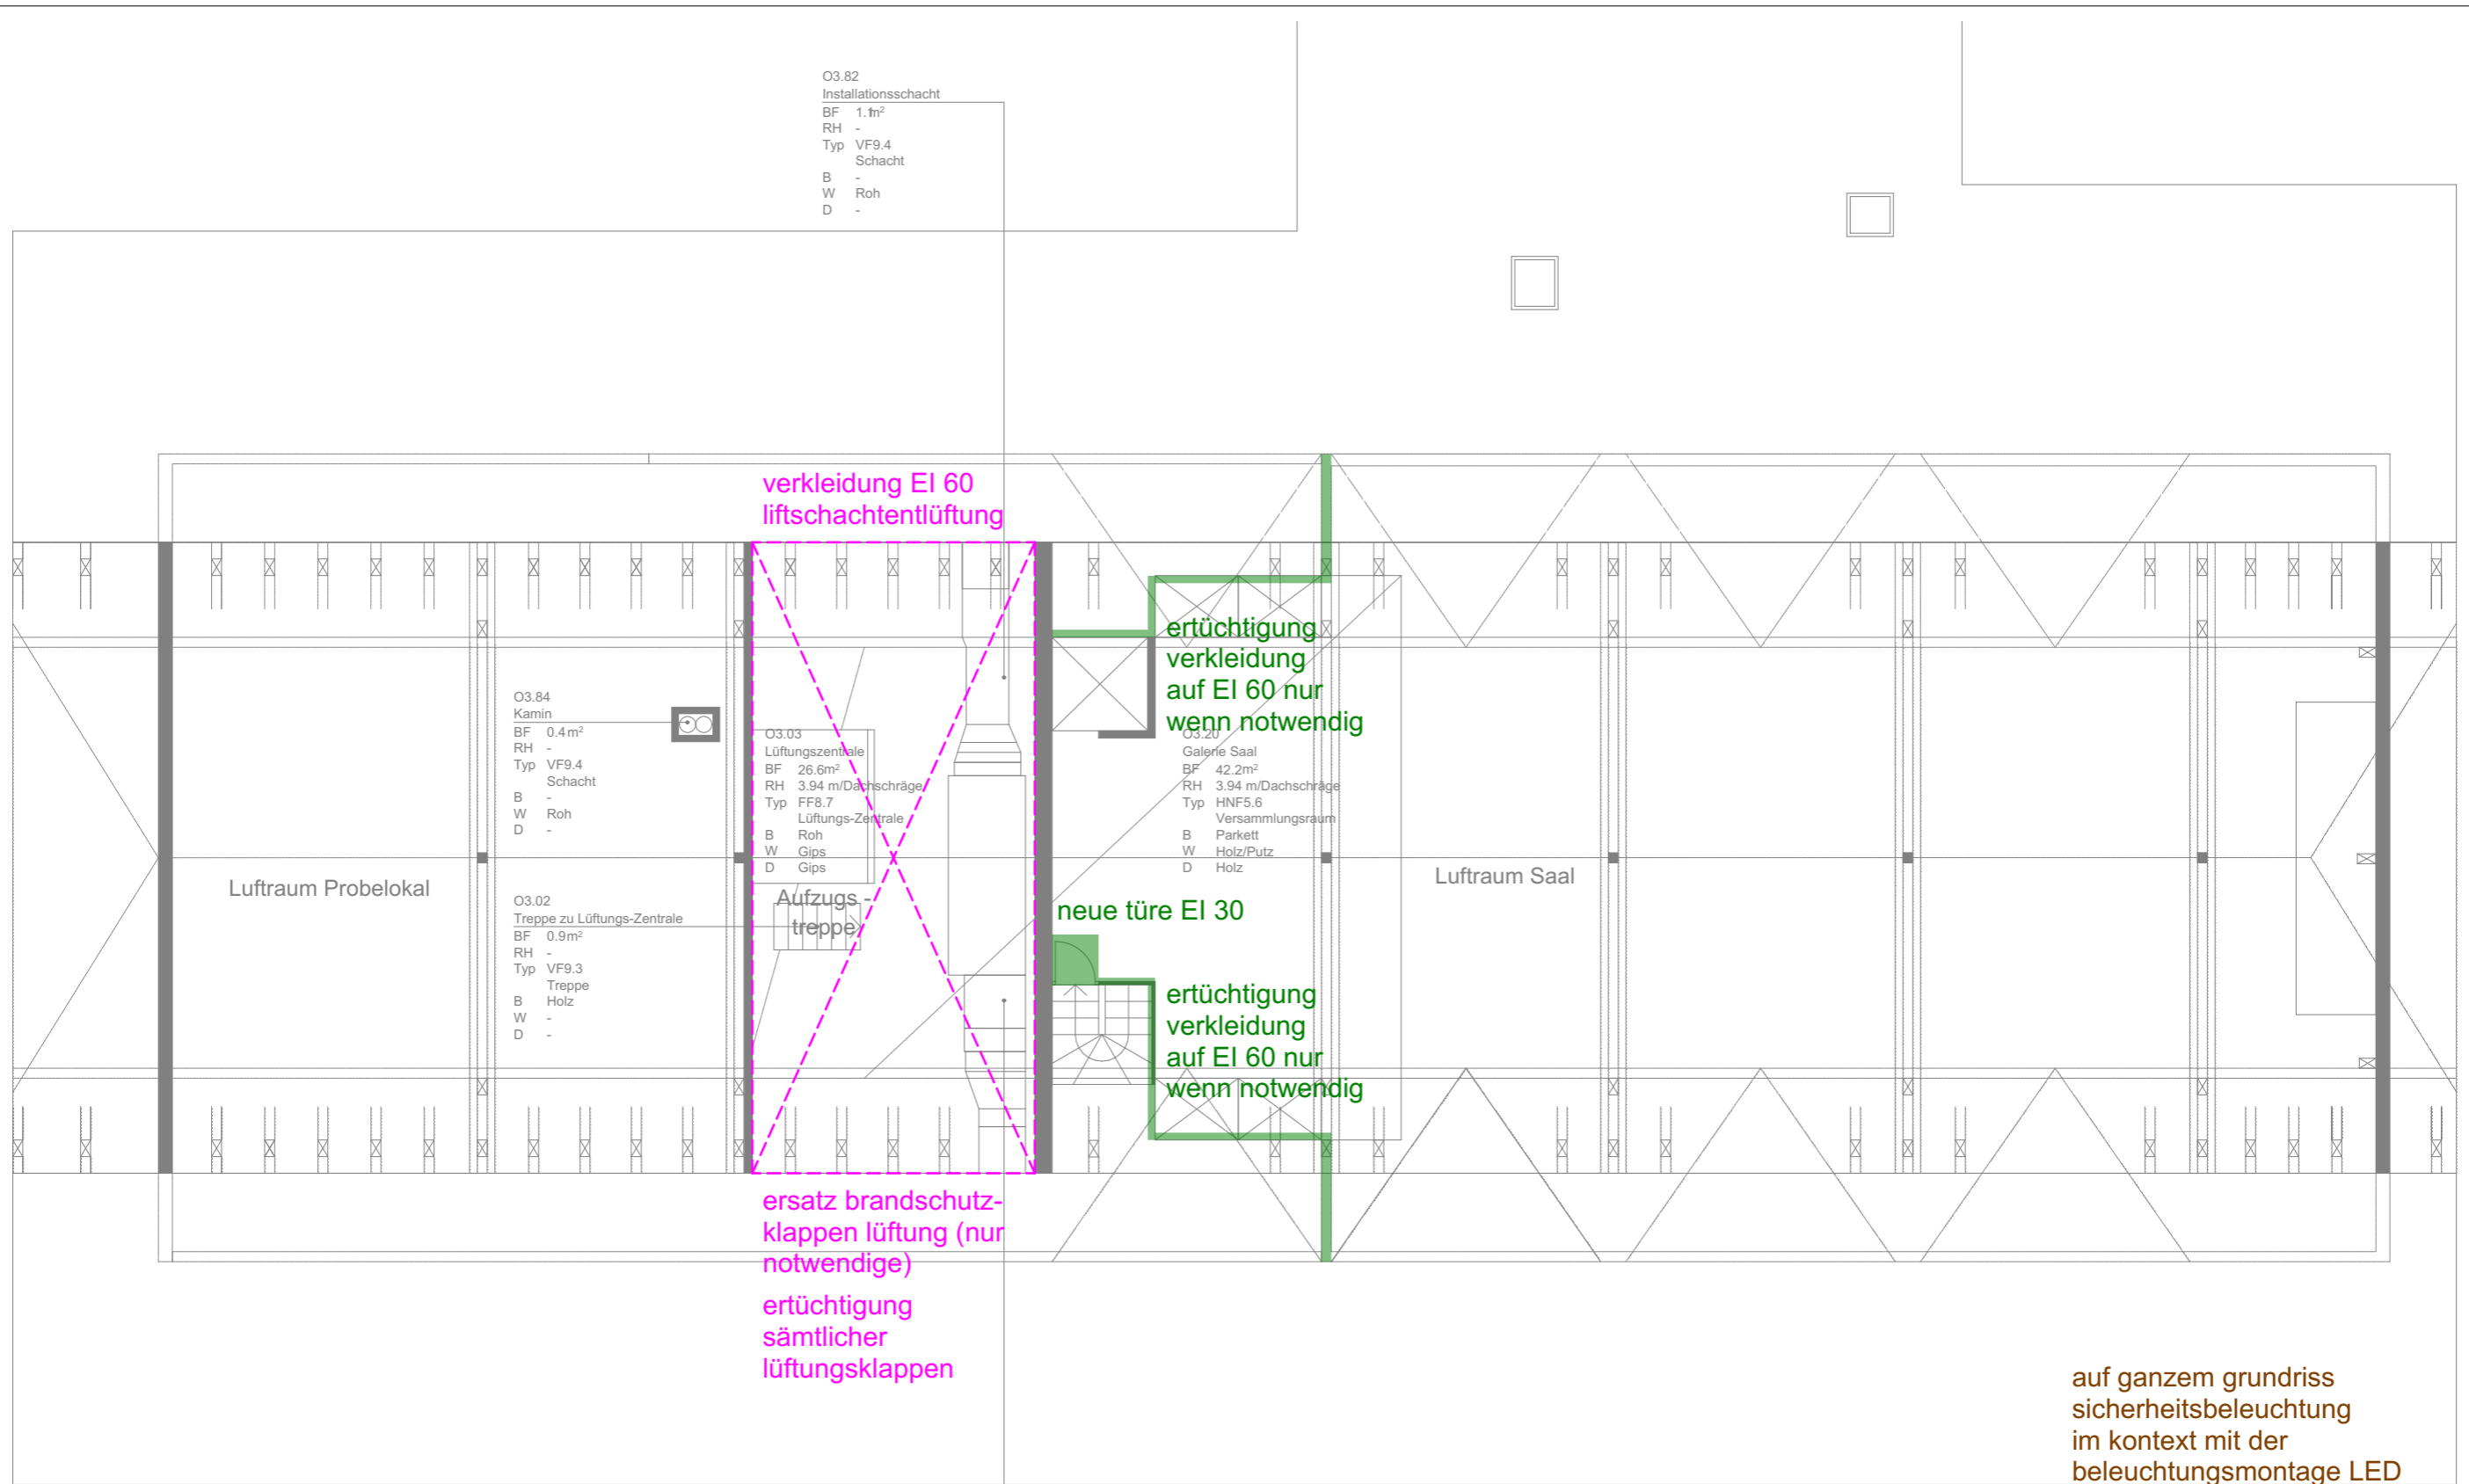 O3.82
Installationsschacht
BF 1.1m²
RH -
Typ VF9.4
Schacht
B -
W Roh
D -
verkleidung EI 60
liftschachtentlüftung
ertüchtigung
verkleidung
auf EI 60 nur
wenn notwendig
O3.84
Kamin
BF 0.4m²
RH -
Typ VF9.4
Schacht
B -
W Roh
D -
O3.03
Lüftungszentrale
BF 26.6m²
RH 3.94 m/Dachschräge
Typ FF8.7
Lüftungs-Zentrale
B Roh
W Gips
D Gips
O3.20
Galerie Saal
BF 42.2m²
RH 3.94 m/Dachschräge
Typ HNF5.6
Versammlungsraum
B Parkett
W Holz/Putz
D Holz
Luftraum Probelokal
Luftraum Saal
O3.02
Treppe zu Lüftungs-Zentrale
BF 0.9m²
RH -
Typ VF9.3
Treppe
B Holz
W -
D -
Aufzugs-
treppe
neue türe EI 30
ertüchtigung
verkleidung
auf EI 60 nur
wenn notwendig
ersatz brandschutz-
klappen lüftung (nur
notwendige)
ertüchtigung
sämtlicher
lüftungsklappen
auf ganzem grundriss
sicherheitsbeleuchtung
im kontext mit der
beleuchtungsmontage LED